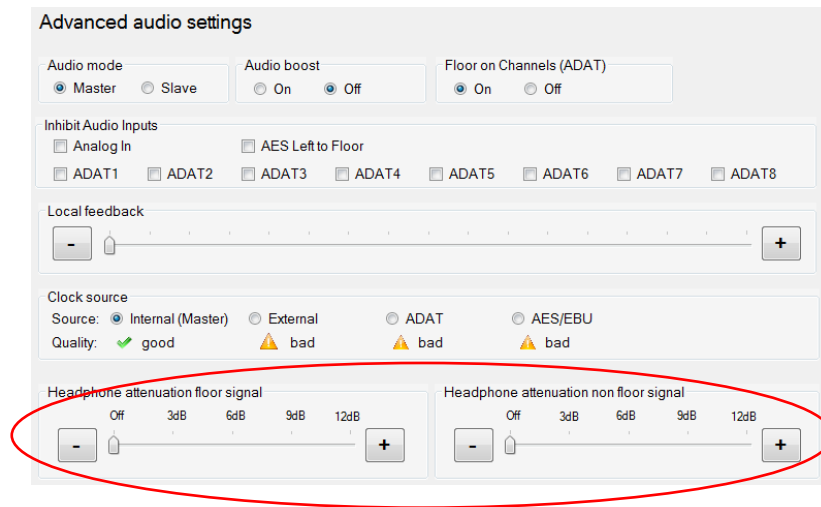 Advanced audio settings
Audio mode Audio boost Floor on Channels (ADAT)
Master Slave On Off On Off
Inhibit Audio Inputs
Analog In AES Left to Floor
ADAT1 ADAT2 ADAT3 ADAT4 ADAT5 ADAT6 ADAT7 ADAT8
Local feedback
- +
Clock source
Source: Internal (Master) External ADAT AES/EBU
Quality: good bad bad bad
Headphone attenuation floor signal Headphone attenuation non floor signal
Off 3dB 6dB 9dB 12dB Off 3dB 6dB 9dB 12dB
- + - +